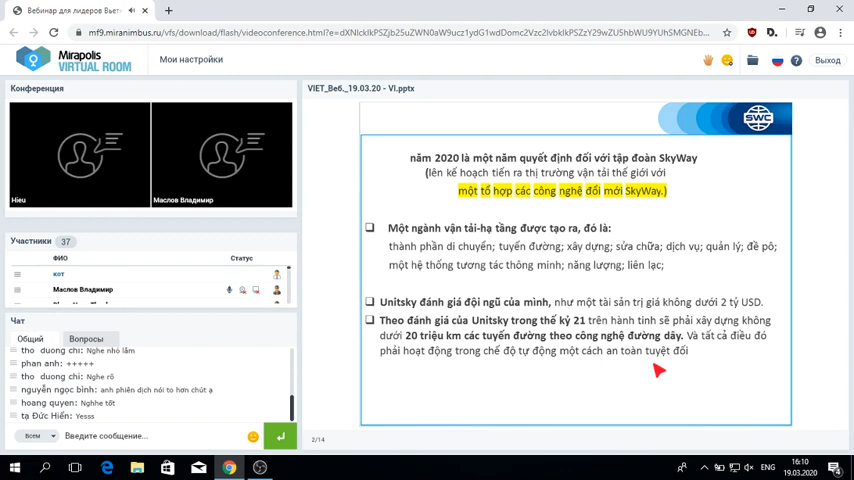 Вебинар для лидеров Вьет
mf9.miranimbus.ru/vfs/download/flash/videoconference.html?
Mirapolis
VIRTUAL ROOM
Мои настройки
Выход
Конференция
Hieu
Маслов Владимир
Участники 37
ФИО Статус
кот
Маслов Владимир
Чат
Общий Вопросы
tho duong chi: Nghe nhỏ lắm
phan anh: +++++
tho duong chi: Nghe rõ
nguyễn ngọc bình: anh phiên dịch nói to hơn chút ạ
hoang quyen: Nghhe tốt
tạ Đức Hiển: Yesss
Всем Введите сообщение...
VIET_Веб._19.03.20 - VI.pptx
SWC
năm 2020 là một năm quyết định đối với tập đoàn SkyWay
(lên kế hoạch tiến ra thị trường vận tải thế giới với
một tổ hợp các công nghệ đổi mới SkyWay.)
Một ngành vận tải-hạ tầng được tạo ra, đó là:
thành phần di chuyển; tuyến đường; xây dựng; sửa chữa; dịch vụ; quản lý; đề pô;
một hệ thống tương tác thông minh; năng lượng; liên lạc;
Unitsky đánh giá đội ngũ của mình, như một tài sản trị giá không dưới 2 tỷ USD.
Theo đánh giá của Unitsky trong thế kỷ 21 trên hành tinh sẽ phải xây dựng không
dưới 20 triệu km các tuyến đường theo công nghệ đường dây. Và tất cả điều đó
phải hoạt động trong chế độ tự động một cách an toàn tuyệt đối
2/14
ENG
16:10
19.03.2020
4